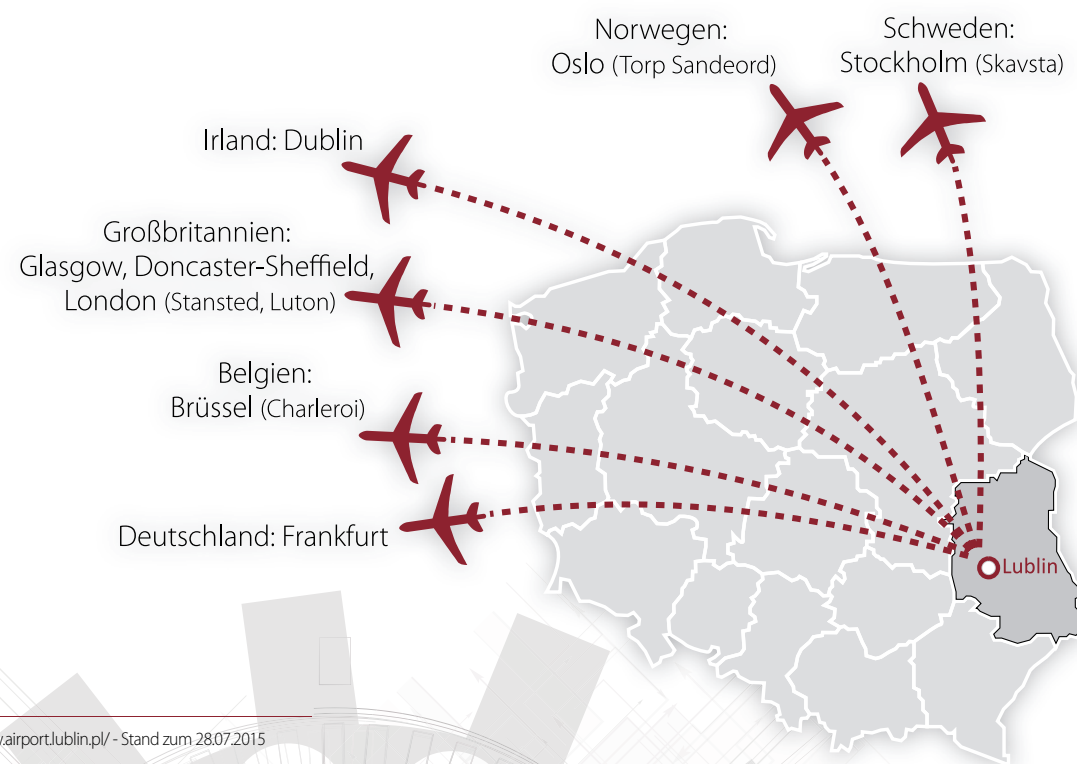 Norwegen:
Oslo (Torp Sandeord)
Schweden:
Stockholm (Skavsta)
Irland: Dublin
Großbritannien:
Glasgow, Doncaster-Sheffield,
London (Stansted, Luton)
Belgien:
Brüssel (Charleroi)
Deutschland: Frankfurt
Lublin
.airport.lublin.pl/ - Stand zum 28.07.2015